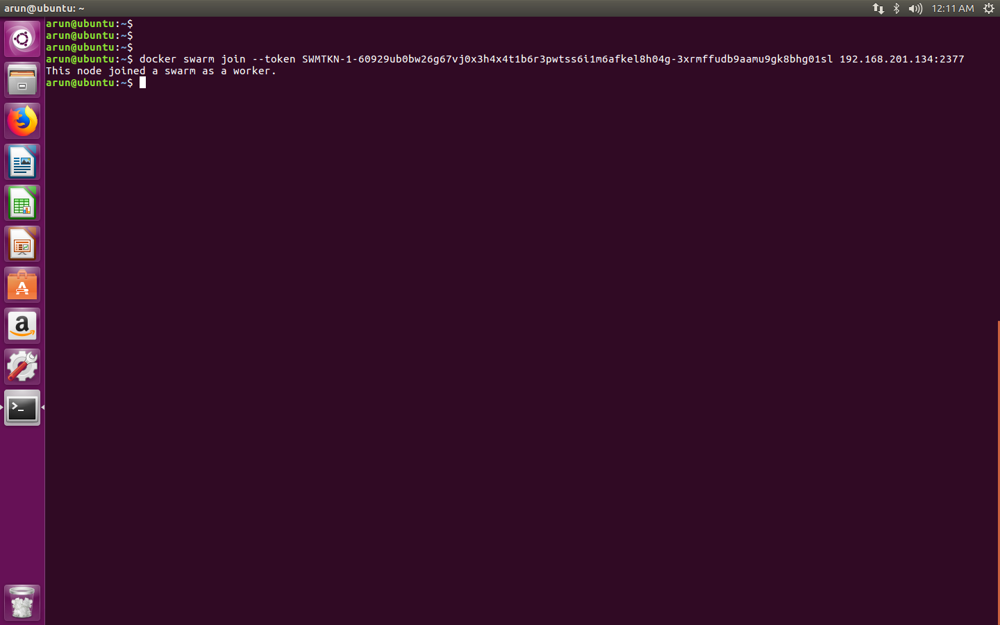 arun@ubuntu: ~
12:11 AM
arun@ubuntu:~$
arun@ubuntu:~$
arun@ubuntu:~$
arun@ubuntu:~$ docker swarm join --token SWMTKN-1-60929ub0bw26g67vj0x3h4x4t1b6r3pwtss6i1m6afkel8h04g-3xrmffudb9aamu9gk8bhg01sl 192.168.201.134:2377
This node joined a swarm as a worker.
arun@ubuntu:~$